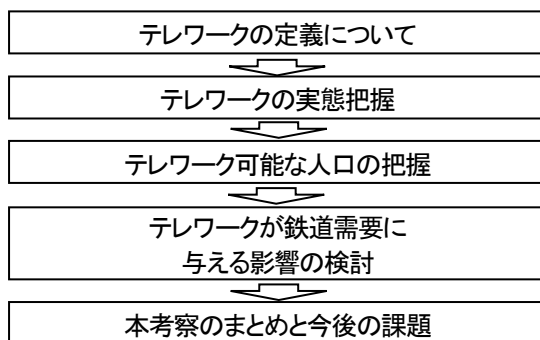 テレワークの定義について
テレワークの実態把握
テレワーク可能な人口の把握
テレワークが鉄道需要に
与える影響の検討
本考察のまとめと今後の課題